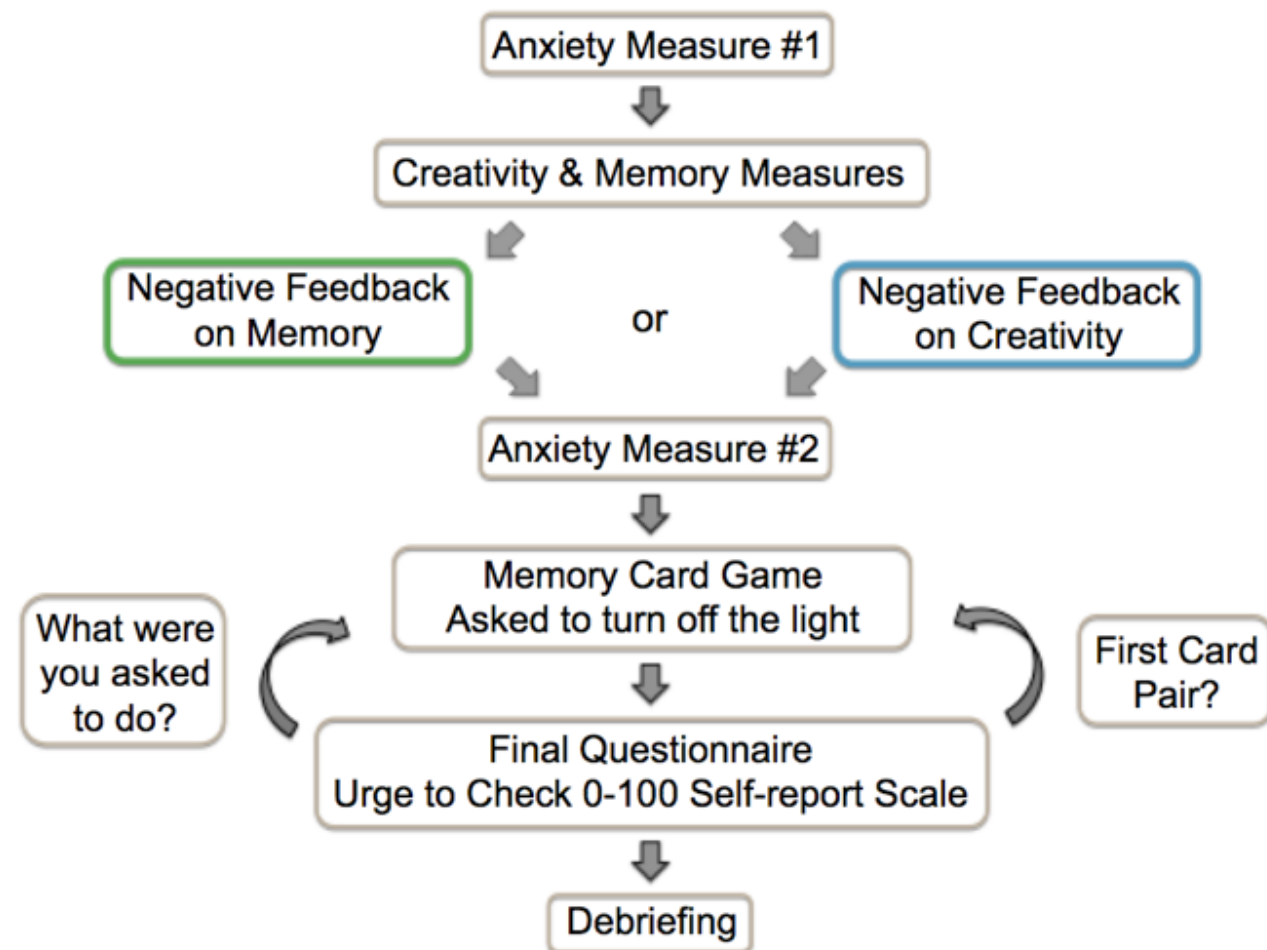 Anxiety Measure #1
Creativity & Memory Measures
Negative Feedback
on Memory
or
Negative Feedback
on Creativity
Anxiety Measure #2
Memory Card Game
Asked to turn off the light
What were
you asked
to do?
First Card
Pair?
Final Questionnaire
Urge to Check 0-100 Self-report Scale
Debriefing